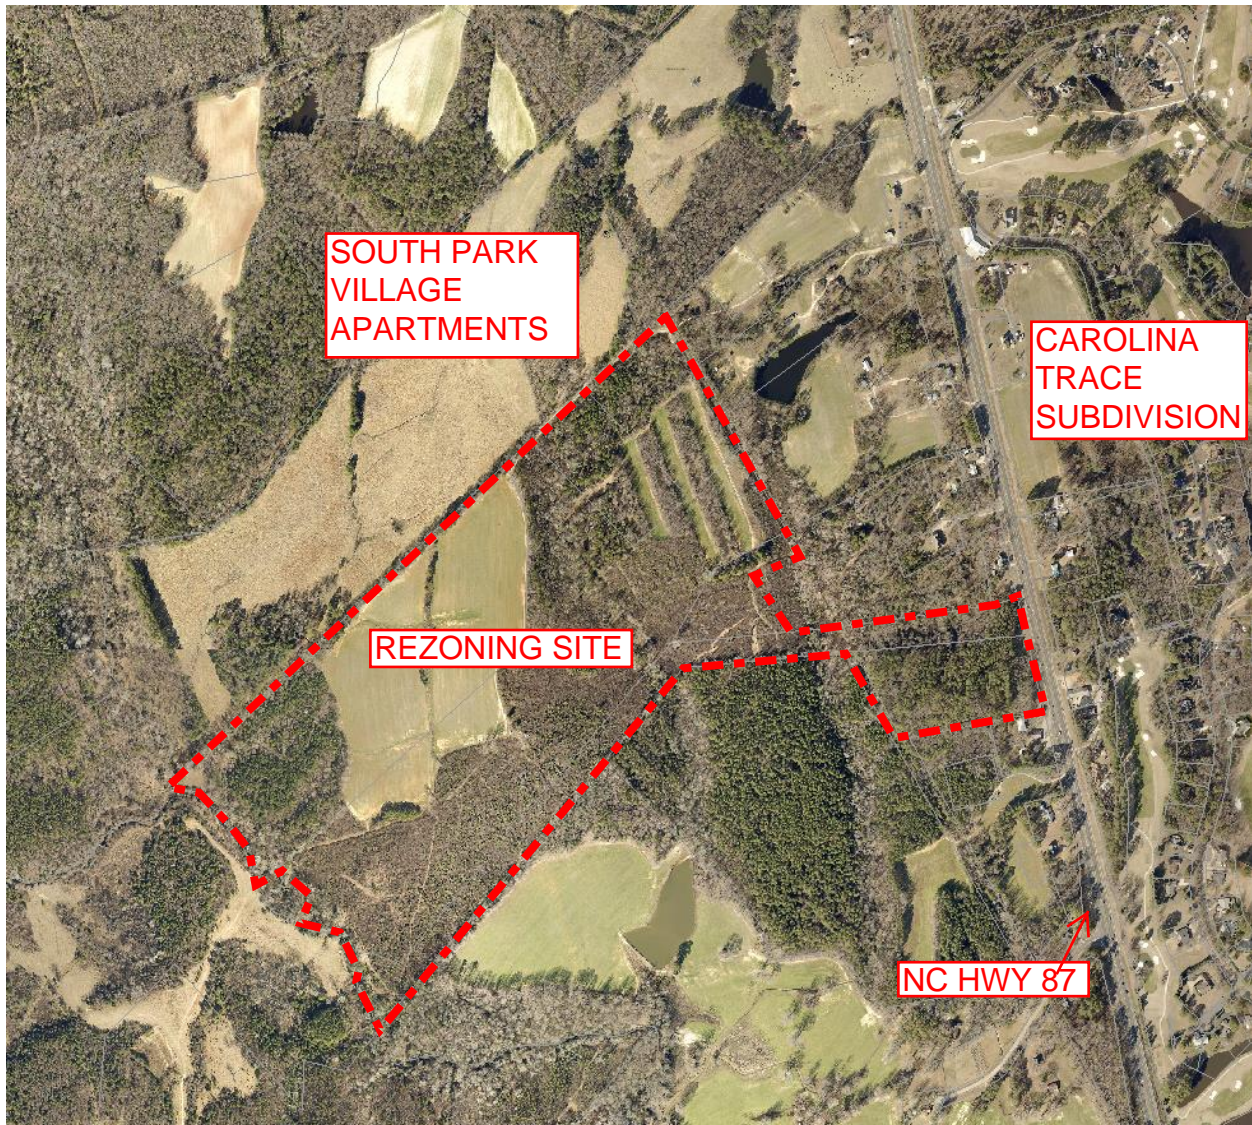 SOUTH PARK
VILLAGE
APARTMENTS
CAROLINA
TRACE
SUBDIVISION
REZONING SITE
NC HWY 87